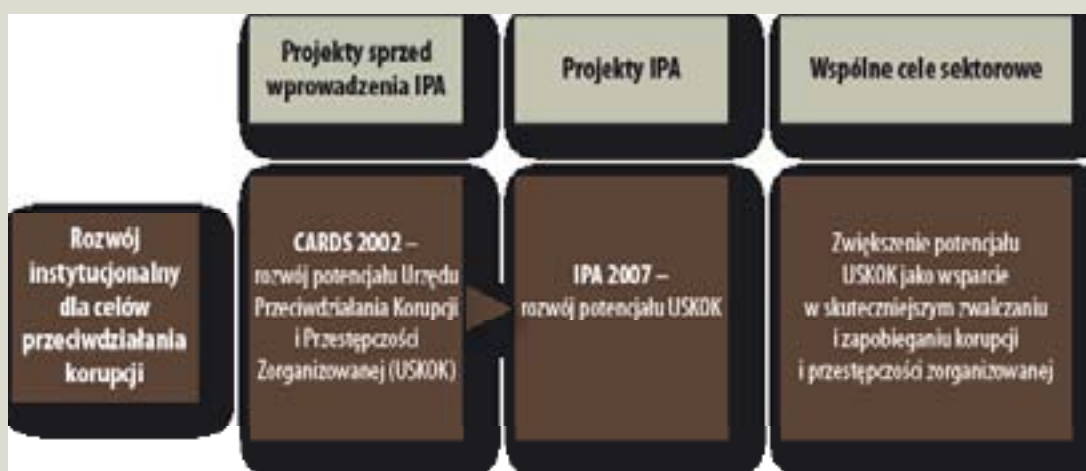 Projekty sprzed
wprowadzenia IPA
Projekty IPA
Wspólne cele sektorowe
Rozwój
instytucjonalny
dla celów
przeciwdziałania
korupcji
CARDS 2002 –
rozwój potencjału Urzędu
Przeciwdziałania Korupcji
i Przestępczości
Zorganizowanej (USKOK)
IPA 2007 –
rozwój potencjału USKOK
Zwiększenie potencjału
USKOK jako wsparcie
w skuteczniejszym zwalczaniu
i zapobieganiu korupcji
i przestępczości zorganizowanej